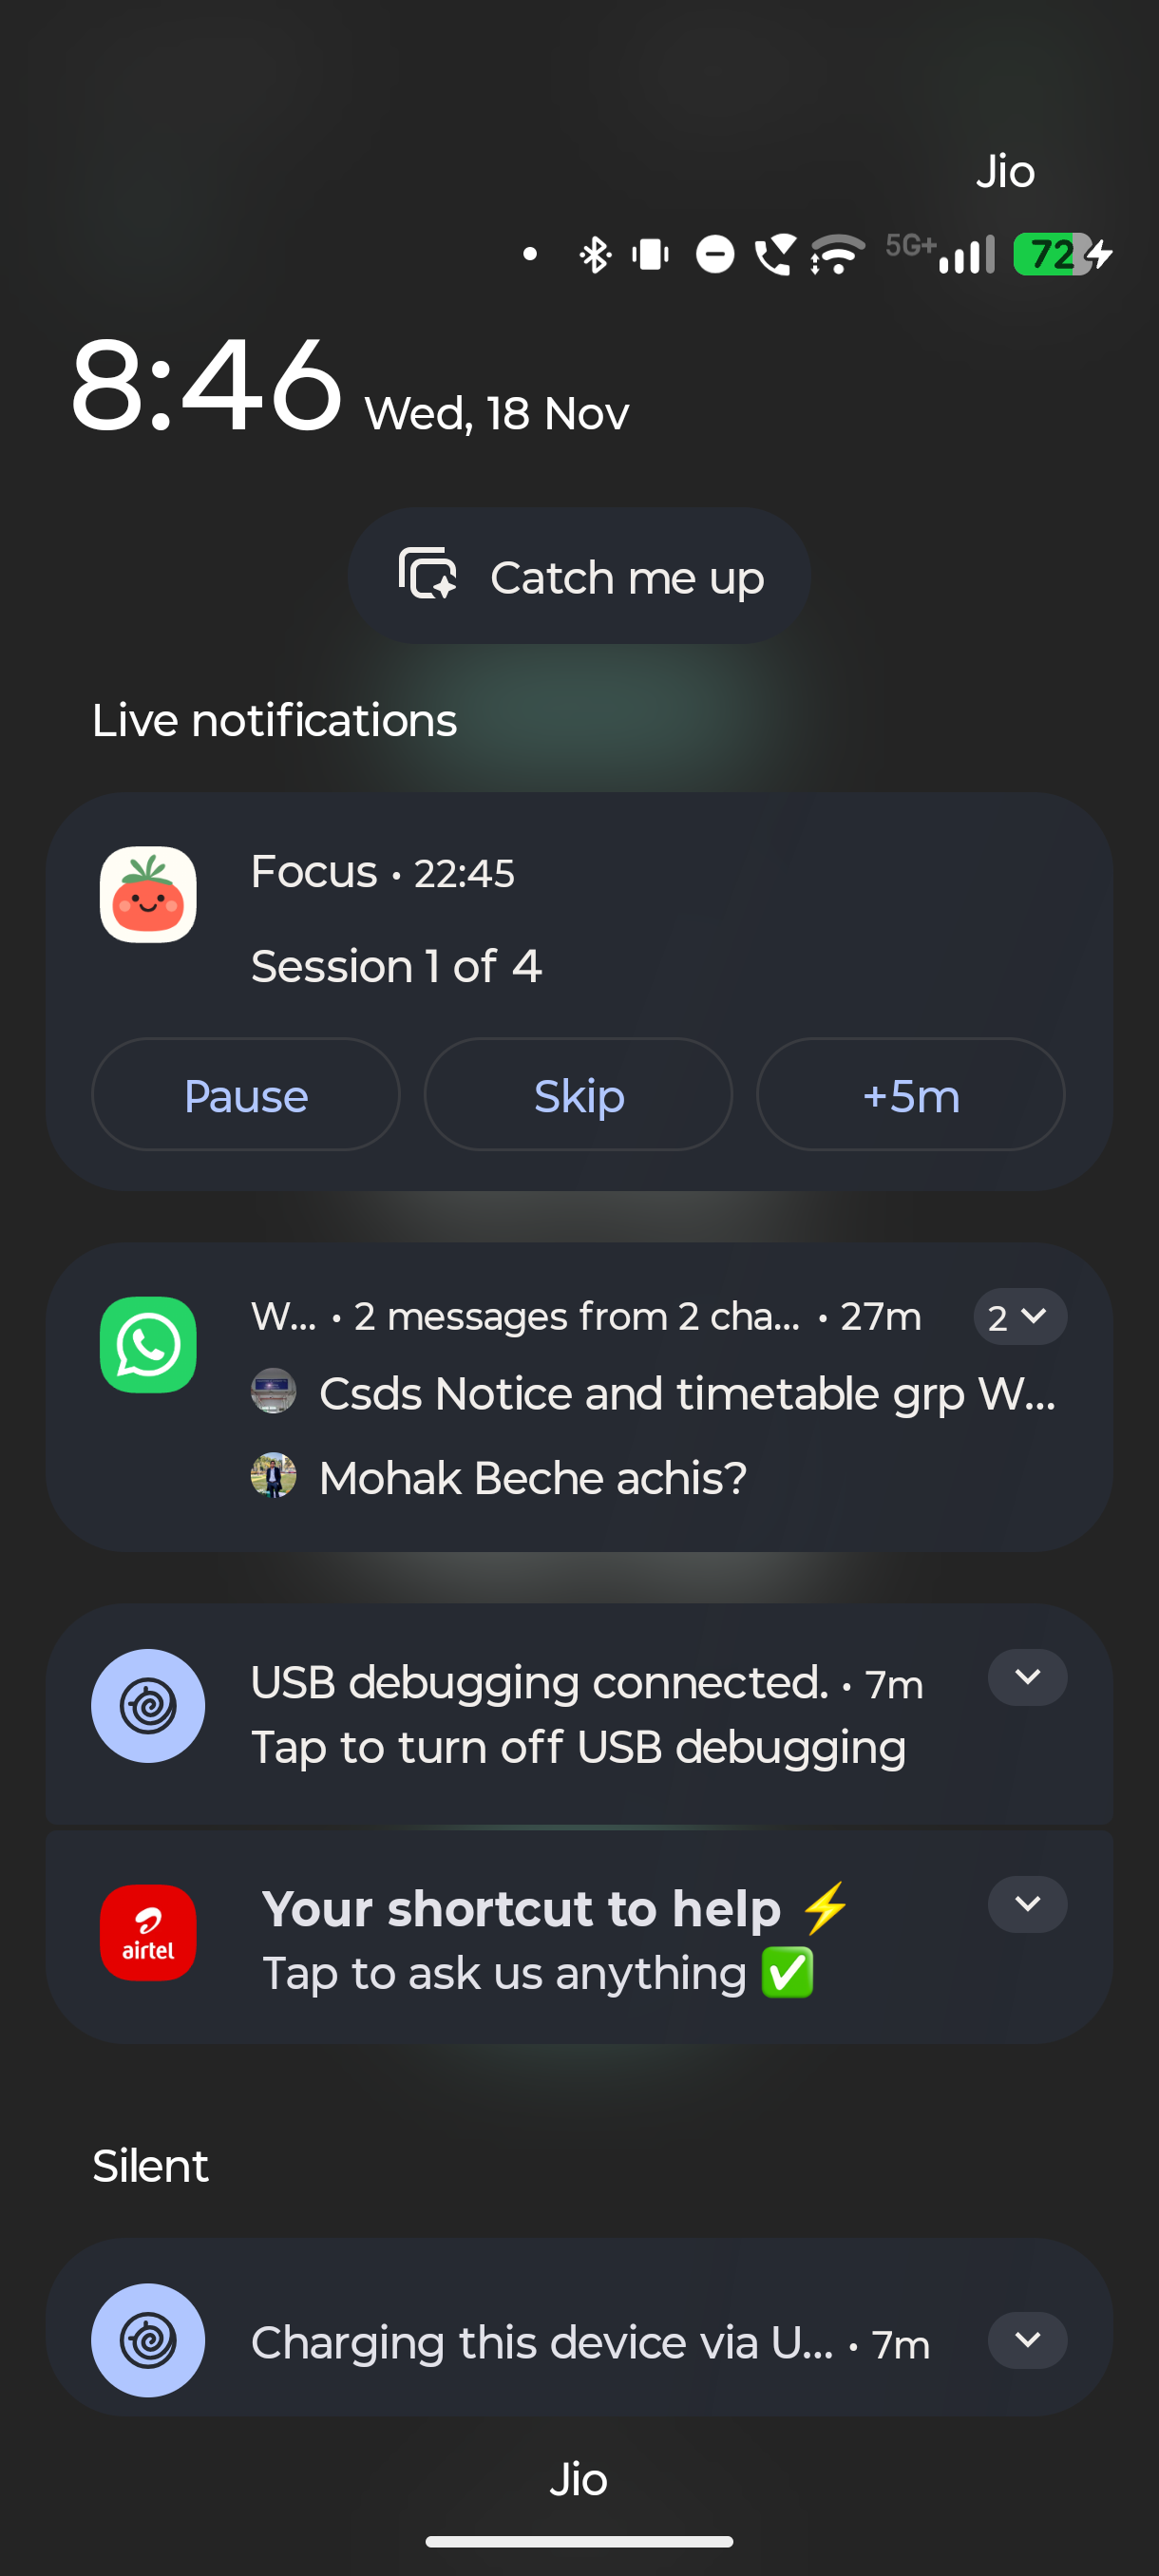 Jio
5G+ 72
8:46 Wed, 18 Nov
Catch me up
Live notifications
Focus • 22:45
Session 1 of 4
Pause Skip +5m
W... • 2 messages from 2 cha... • 27m 2
Csds Notice and timetable grp W...
Mohak Beche achis?
USB debugging connected. • 7m
Tap to turn off USB debugging
airtel
Your shortcut to help ⚡
Tap to ask us anything ✅
Silent
Charging this device via U... • 7m
Jio